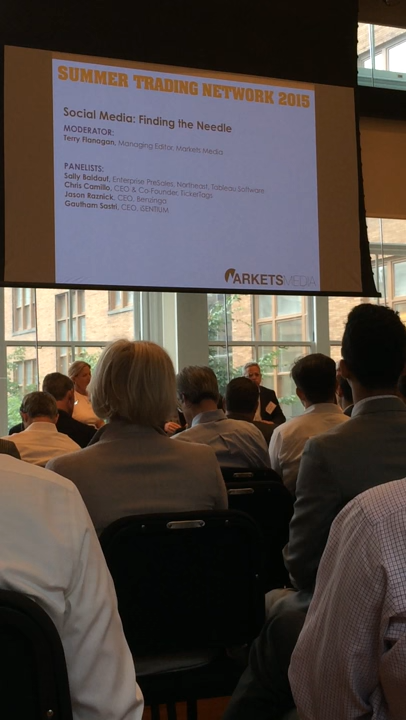 SUMMER TRADING NETWORK 2015
Social Media: Finding the Needle
MODERATOR:
Terry Flanagan, Managing Editor, Markets Media
PANELISTS:
Sally Baldauf, Enterprise PreSales, Northeast, Tableau Software
Chris Camillo, CEO & Co-Founder, TickerTags
Jason Raznick, CEO, Benzinga
Gautham Sastri, CEO, iSENTIUM
MARKETSMEDIA